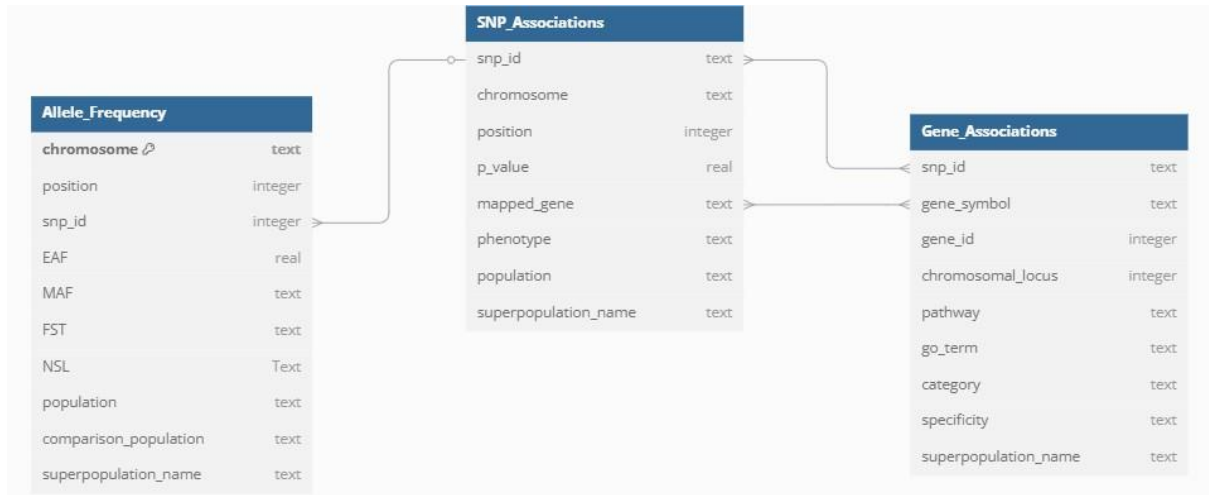 SNP_Associations
snp_id text
chromosome text
position integer
p_value real
mapped_gene text
phenotype text
population text
superpopulation_name text
Allele_Frequency
chromosome text
position integer
snp_id integer
EAF real
MAF text
FST text
NSL Text
population text
comparison_population text
superpopulation_name text
Gene_Associations
snp_id text
gene_symbol text
gene_id integer
chromosomal_locus integer
pathway text
go_term text
category text
specificity text
superpopulation_name text